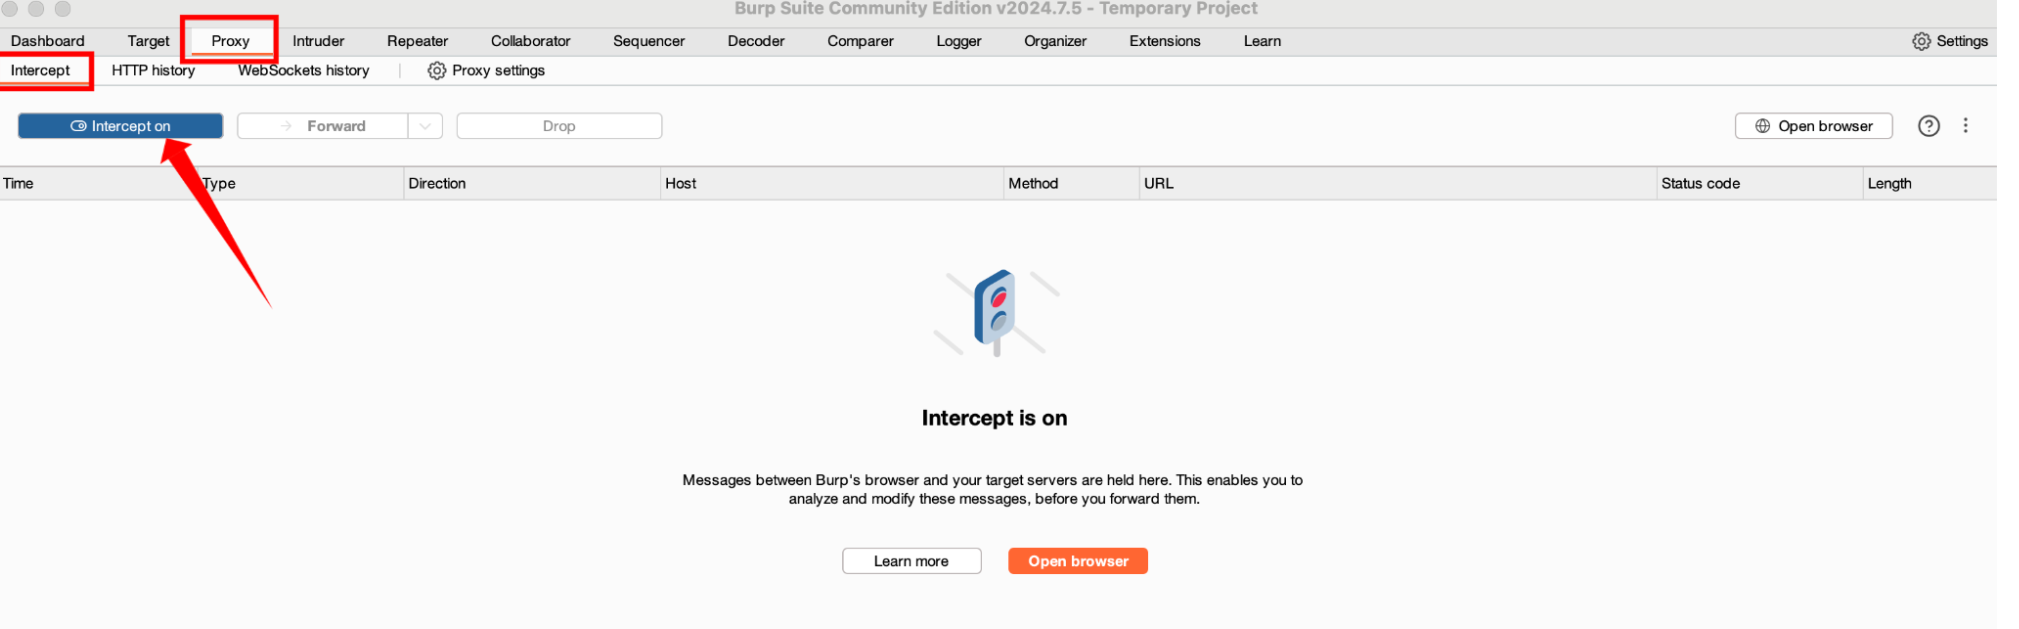 Burp Suite Community Edition v2024.7.5 - Temporary Project
Dashboard Target Proxy Intruder Repeater Collaborator Sequencer Decoder Comparer Logger Organizer Extensions Learn Settings
Intercept HTTP history WebSockets history Proxy settings
Intercept on Forward Drop Open browser
Time Type Direction Host Method URL Status code Length
Intercept is on
Messages between Burp's browser and your target servers are held here. This enables you to
analyze and modify these messages, before you forward them.
Learn more Open browser